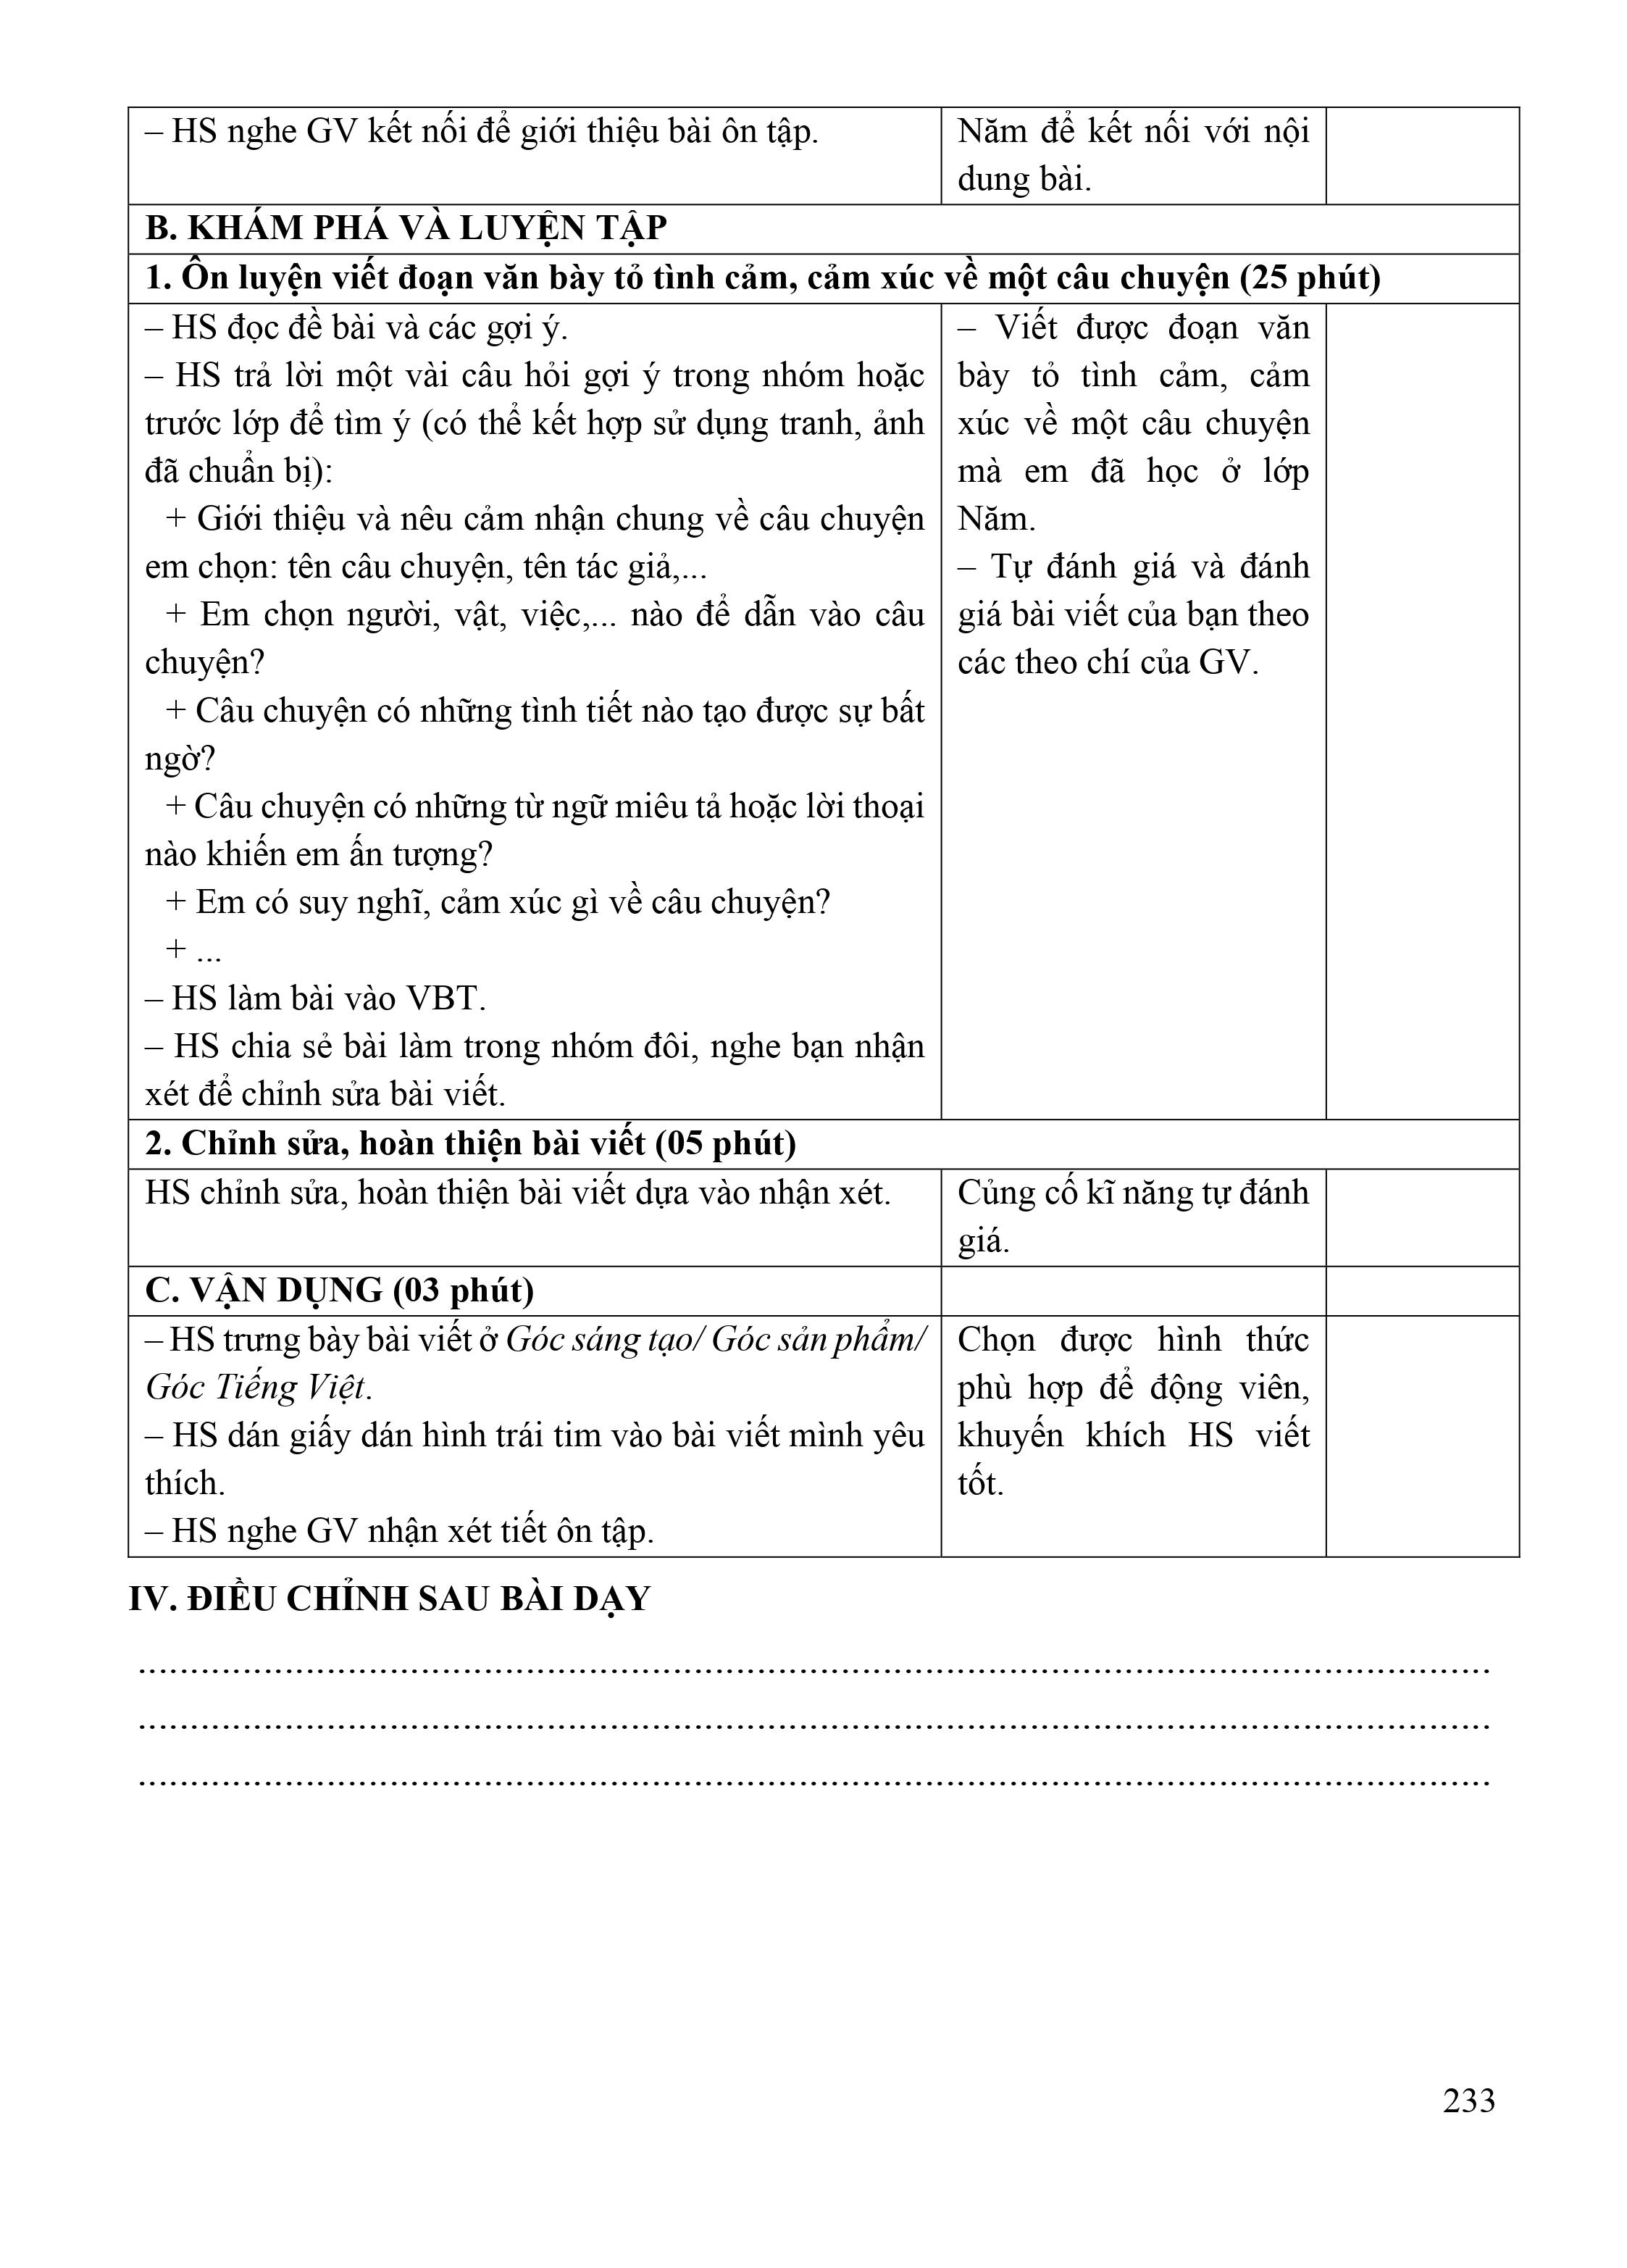 – HS nghe GV kết nối để giới thiệu bài ôn tập.
Năm để kết nối với nội
dung bài.
B. KHÁM PHÁ VÀ LUYỆN TẬP
1. Ôn luyện viết đoạn văn bày tỏ tình cảm, cảm xúc về một câu chuyện (25 phút)
– HS đọc đề bài và các gợi ý.
– HS trả lời một vài câu hỏi gợi ý trong nhóm hoặc
trước lớp để tìm ý (có thể kết hợp sử dụng tranh, ảnh
đã chuẩn bị):
+ Giới thiệu và nêu cảm nhận chung về câu chuyện
em chọn: tên câu chuyện, tên tác giả,...
+ Em chọn người, vật, việc,... nào để dẫn vào câu
chuyện?
+ Câu chuyện có những tình tiết nào tạo được sự bất
ngờ?
+ Câu chuyện có những từ ngữ miêu tả hoặc lời thoại
nào khiến em ấn tượng?
+ Em có suy nghĩ, cảm xúc gì về câu chuyện?
+ ...
– HS làm bài vào VBT.
– HS chia sẻ bài làm trong nhóm đôi, nghe bạn nhận
xét để chỉnh sửa bài viết.
– Viết được đoạn văn
bày tỏ tình cảm, cảm
xúc về một câu chuyện
mà em đã học ở lớp
Năm.
– Tự đánh giá và đánh
giá bài viết của bạn theo
các theo chí của GV.
2. Chỉnh sửa, hoàn thiện bài viết (05 phút)
HS chỉnh sửa, hoàn thiện bài viết dựa vào nhận xét.
Củng cố kĩ năng tự đánh
giá.
C. VẬN DỤNG (03 phút)
– HS trưng bày bài viết ở Góc sáng tạo/ Góc sản phẩm/
Góc Tiếng Việt.
– HS dán giấy dán hình trái tim vào bài viết mình yêu
thích.
– HS nghe GV nhận xét tiết ôn tập.
Chọn được hình thức
phù hợp để động viên,
khuyến khích HS viết
tốt.
IV. ĐIỀU CHỈNH SAU BÀI DẠY
....................................................................................................................................
....................................................................................................................................
....................................................................................................................................
233